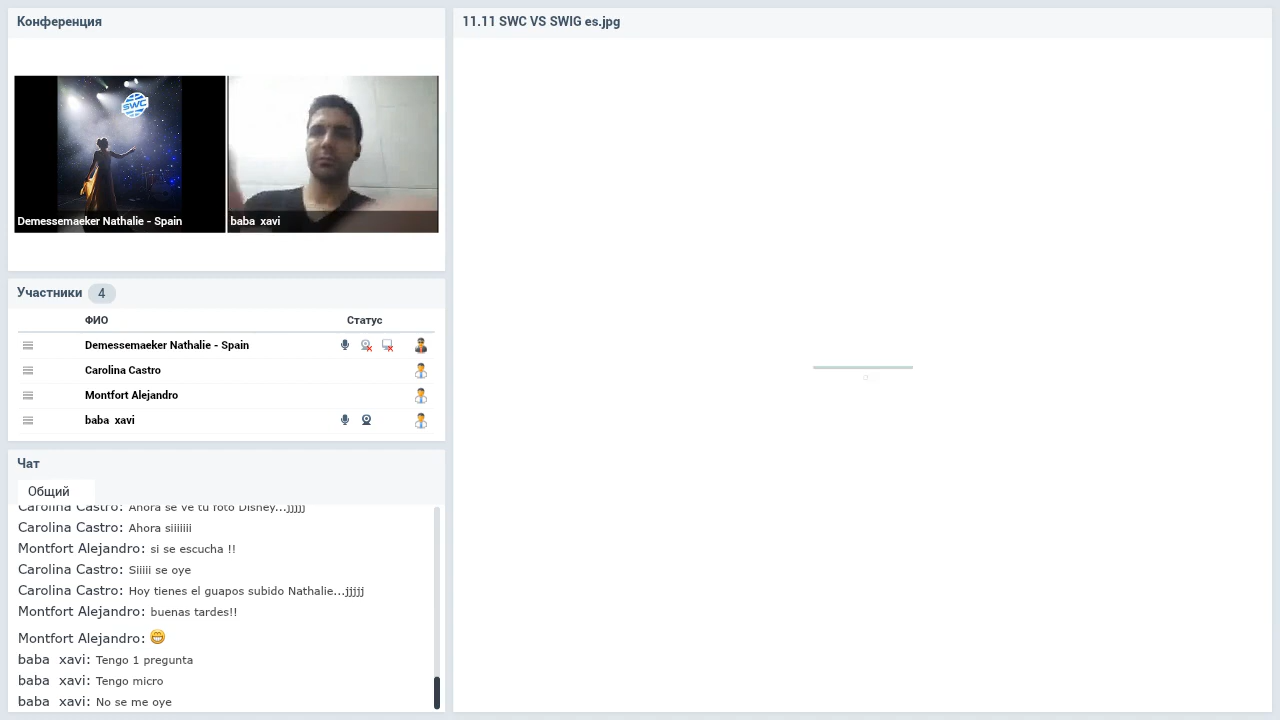 Конференция
SWC
Demessemaeker Nathalie - Spain
baba xavi
Участники 4
ФИО Статус
Demessemaeker Nathalie - Spain
Carolina Castro
Montfort Alejandro
baba xavi
Чат
Общий
Carolina Castro: Ahora se ve tu foto Disney...jjjjj
Carolina Castro: Ahora siiiiiii
Montfort Alejandro: si se escucha !!
Carolina Castro: Siiiii se oye
Carolina Castro: Hoy tienes el guapos subido Nathalie...jjjjj
Montfort Alejandro: buenas tardes!!
Montfort Alejandro: 😁
baba xavi: Tengo 1 pregunta
baba xavi: Tengo micro
baba xavi: No se me oye
11.11 SWC VS SWIG es.jpg